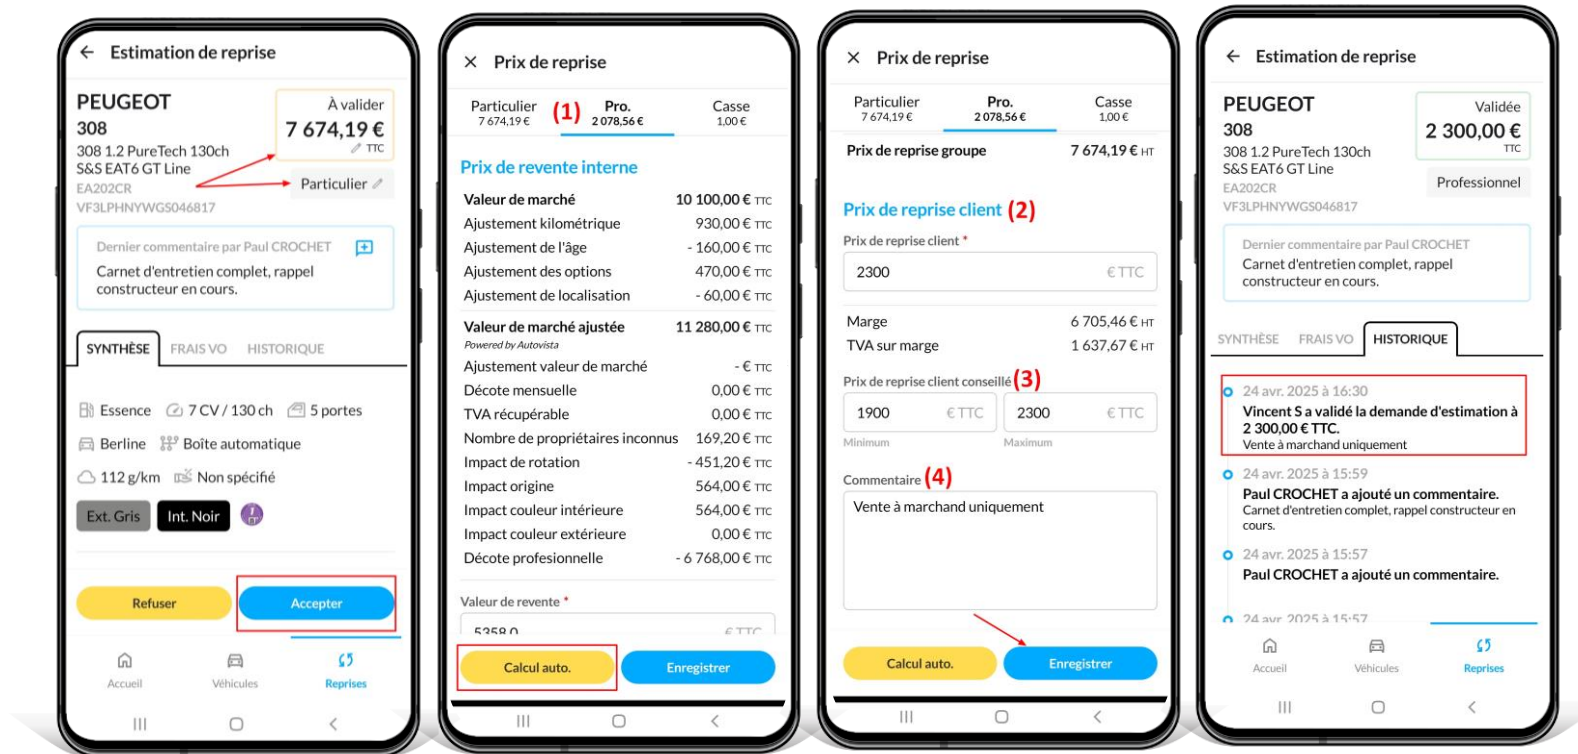 Estimation de reprise
PEUGEOT
308
308 1.2 PureTech 130ch
S&S EAT6 GT Line
EA202CR
VF3LPHNYWGS046817
À valider
7 674,19 €
TTC
Particulier
Dernier commentaire par Paul CROCHET
Carnet d'entretien complet, rappel
constructeur en cours.
SYNTHÈSE FRAIS VO HISTORIQUE
Essence 7 CV / 130 ch 5 portes
Berline Boîte automatique
112 g/km Non spécifié
Ext. Gris Int. Noir
Refuser Accepter
Accueil Véhicules Reprises
Prix de reprise
Particulier (1) Pro. Casse
7 674,19 € 2 078,56 € 1,00 €
Prix de revente interne
Valeur de marché 10 100,00 € TTC
Ajustement kilométrique 930,00 € TTC
Ajustement de l'âge - 160,00 € TTC
Ajustement des options 470,00 € TTC
Ajustement de localisation - 60,00 € TTC
Valeur de marché ajustée 11 280,00 € TTC
Powered by Autovista
Ajustement valeur de marché - € TTC
Décote mensuelle 0,00 € TTC
TVA récupérable 0,00 € TTC
Nombre de propriétaires inconnus 169,20 € TTC
Impact de rotation - 451,20 € TTC
Impact origine 564,00 € TTC
Impact couleur intérieure 564,00 € TTC
Impact couleur extérieure 0,00 € TTC
Décote profesionnelle - 6 768,00 € TTC
Valeur de revente *
5358.0 € TTC
Calcul auto. Enregistrer
Prix de reprise
Particulier Pro. Casse
7 674,19 € 2 078,56 € 1,00 €
Prix de reprise groupe 7 674,19 € HT
Prix de reprise client (2)
Prix de reprise client *
2300 € TTC
Marge 6 705,46 € HT
TVA sur marge 1 637,67 € HT
Prix de reprise client conseillé (3)
1900 € TTC 2300 € TTC
Minimum Maximum
Commentaire (4)
Vente à marchand uniquement
Calcul auto. Enregistrer
Estimation de reprise
PEUGEOT
308
308 1.2 PureTech 130ch
S&S EAT6 GT Line
EA202CR
VF3LPHNYWGS046817
Validée
2 300,00 €
TTC
Professionnel
Dernier commentaire par Paul CROCHET
Carnet d'entretien complet, rappel
constructeur en cours.
SYNTHÈSE FRAIS VO HISTORIQUE
24 avr. 2025 à 16:30
Vincent S a validé la demande d'estimation à
2 300,00 € TTC.
Vente à marchand uniquement
24 avr. 2025 à 15:59
Paul CROCHET a ajouté un commentaire.
Carnet d'entretien complet, rappel constructeur en
cours.
24 avr. 2025 à 15:57
Paul CROCHET a ajouté un commentaire.
24 avr. 2025 à 15:57
Accueil Véhicules Reprises